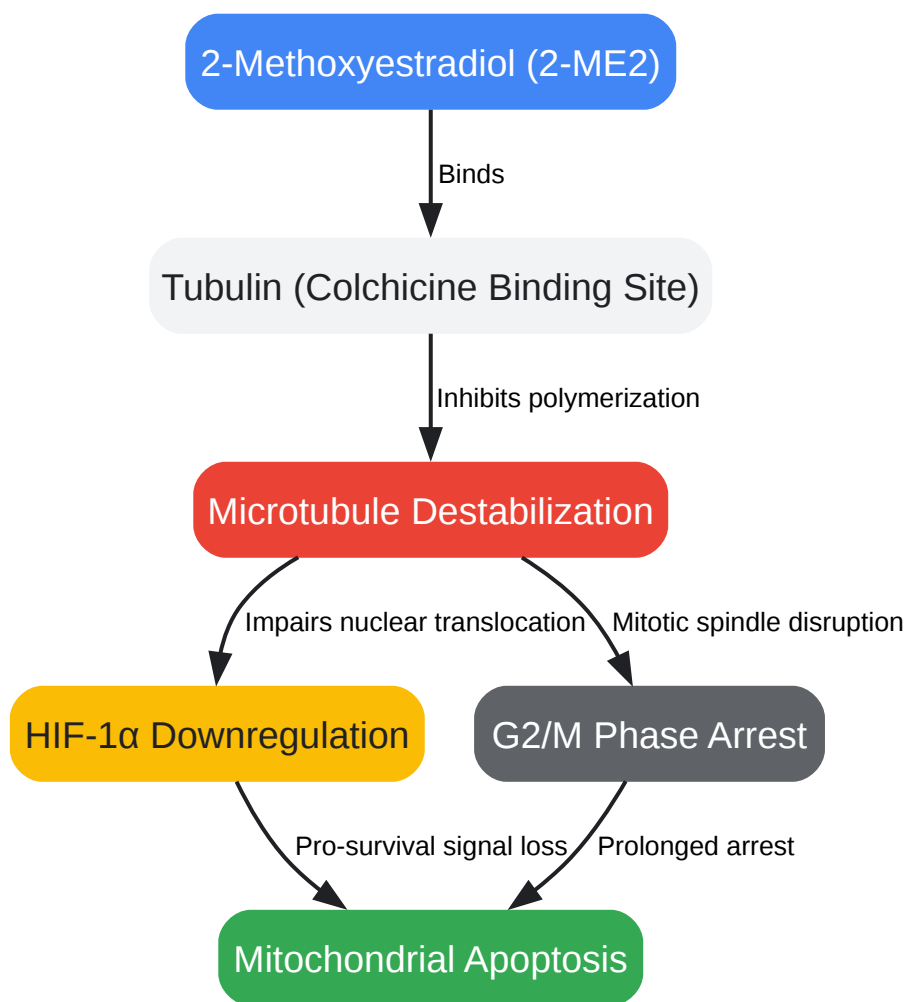 2-Methoxyestradiol (2-ME2)
Binds
Tubulin (Colchicine Binding Site)
Inhibits polymerization
Microtubule Destabilization
Impairs nuclear translocation
Mitotic spindle disruption
HIF-1α Downregulation
G2/M Phase Arrest
Pro-survival signal loss
Prolonged arrest
Mitochondrial Apoptosis